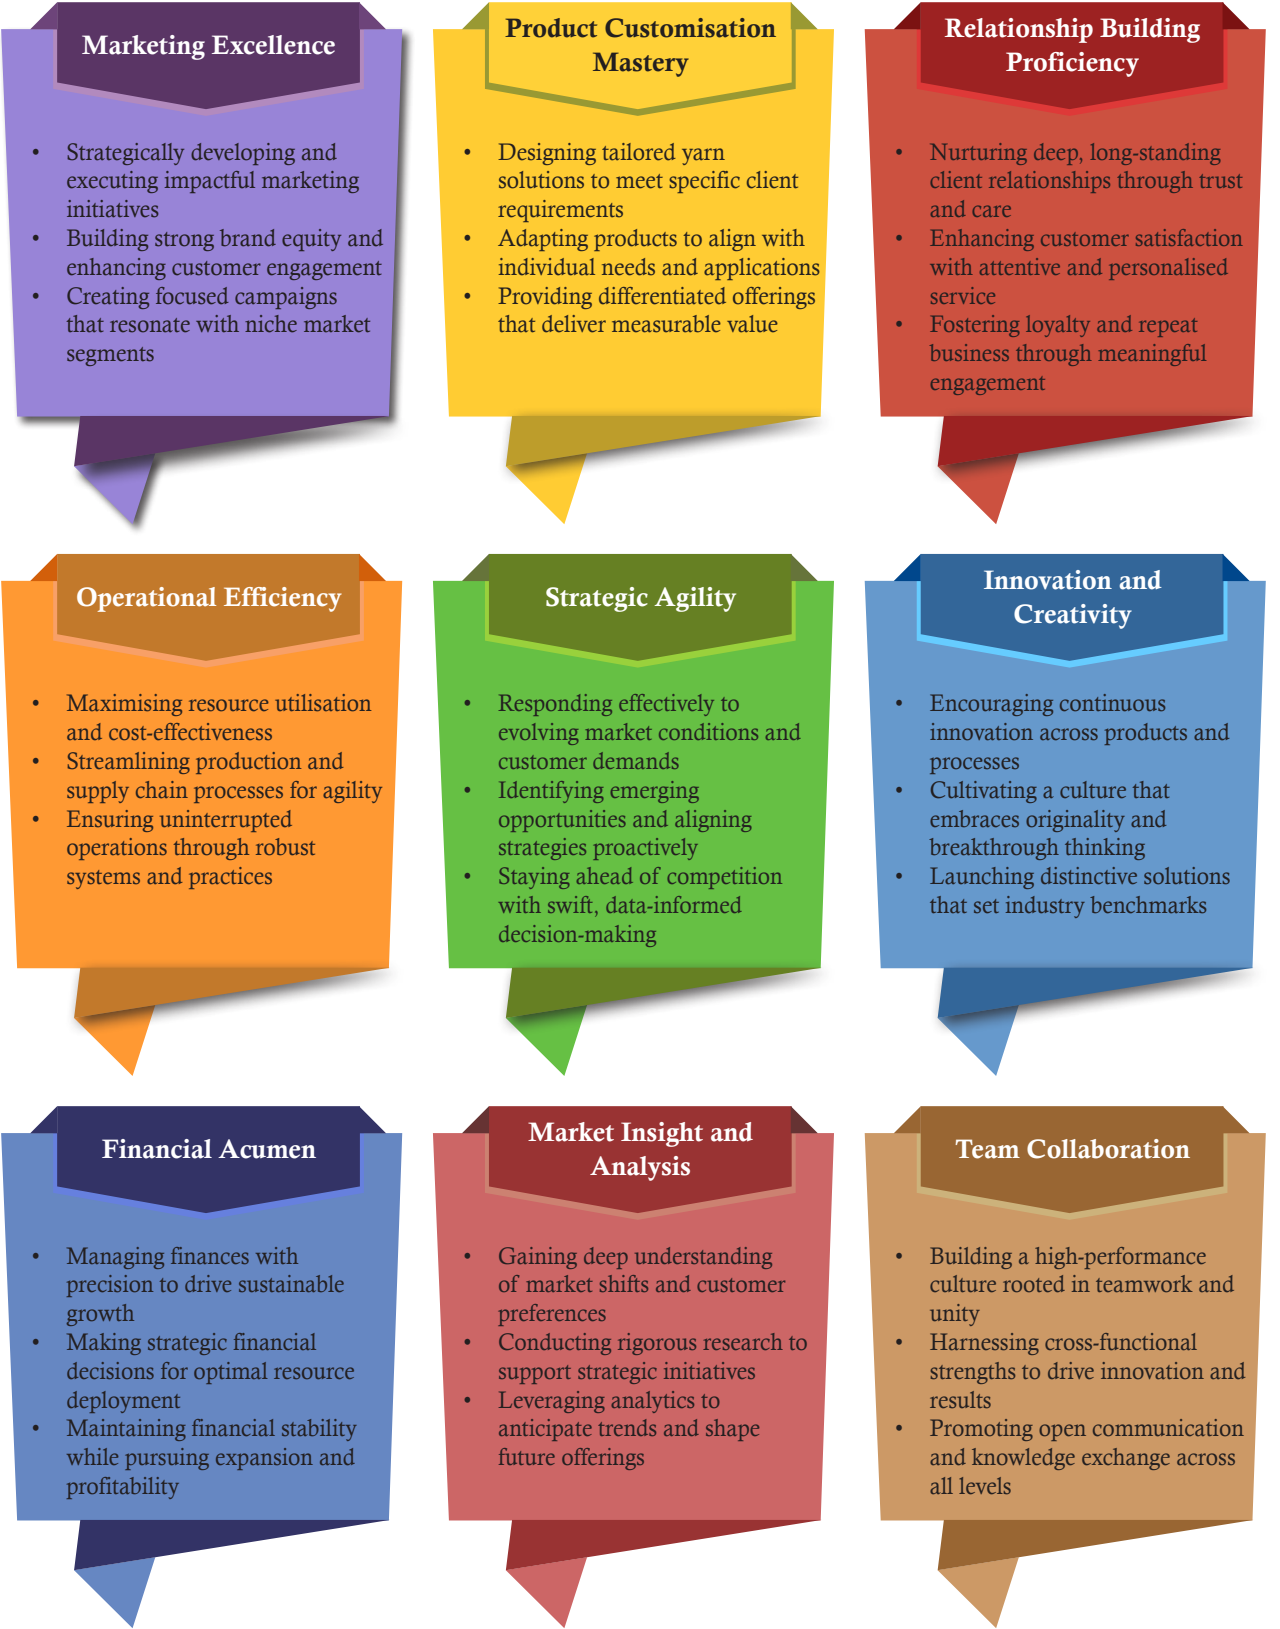 Marketing Excellence
• Strategically developing and
executing impactful marketing
initiatives
• Building strong brand equity and
enhancing customer engagement
• Creating focused campaigns
that resonate with niche market
segments
Product Customisation
Mastery
• Designing tailored yarn
solutions to meet specific client
requirements
• Adapting products to align with
individual needs and applications
• Providing differentiated offerings
that deliver measurable value
Relationship Building
Proficiency
• Nurturing deep, long-standing
client relationships through trust
and care
• Enhancing customer satisfaction
with attentive and personalised
service
• Fostering loyalty and repeat
business through meaningful
engagement
Operational Efficiency
• Maximising resource utilisation
and cost-effectiveness
• Streamlining production and
supply chain processes for agility
• Ensuring uninterrupted
operations through robust
systems and practices
Strategic Agility
• Responding effectively to
evolving market conditions and
customer demands
• Identifying emerging
opportunities and aligning
strategies proactively
• Staying ahead of competition
with swift, data-informed
decision-making
Innovation and
Creativity
• Encouraging continuous
innovation across products and
processes
• Cultivating a culture that
embraces originality and
breakthrough thinking
• Launching distinctive solutions
that set industry benchmarks
Financial Acumen
• Managing finances with
precision to drive sustainable
growth
• Making strategic financial
decisions for optimal resource
deployment
• Maintaining financial stability
while pursuing expansion and
profitability
Market Insight and
Analysis
• Gaining deep understanding
of market shifts and customer
preferences
• Conducting rigorous research to
support strategic initiatives
• Leveraging analytics to
anticipate trends and shape
future offerings
Team Collaboration
• Building a high-performance
culture rooted in teamwork and
unity
• Harnessing cross-functional
strengths to drive innovation and
results
• Promoting open communication
and knowledge exchange across
all levels